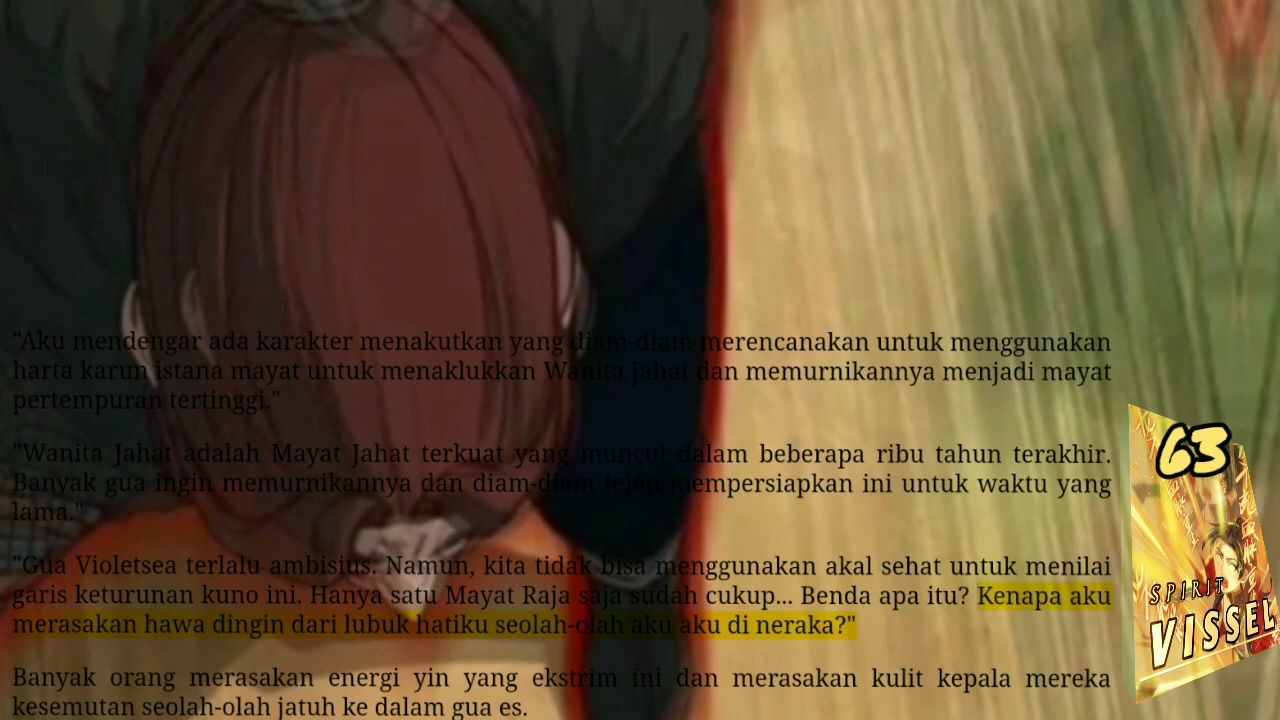 "Aku mendengar ada karakter menakutkan yang diam-diam merencanakan untuk menggunakan
harta karun istana mayat untuk menaklukkan Wanita Jahat dan memurnikannya menjadi mayat
pertempuran tertinggi."
"Wanita Jahat adalah Mayat Jahat terkuat yang muncul dalam beberapa ribu tahun terakhir.
Banyak gua ingin memurnikannya dan diam-diam telah mempersiapkan ini untuk waktu yang
lama."
"Gua Violetsea terlalu ambisius. Namun, kita tidak bisa menggunakan akal sehat untuk menilai
garis keturunan kuno ini. Hanya satu Mayat Raja saja sudah cukup... Benda apa itu? Kenapa aku
merasakan hawa dingin dari lubuk hatiku seolah-olah aku aku di neraka?"
Banyak orang merasakan energi yin yang ekstrim ini dan merasakan kulit kepala mereka
kesemutan seolah-olah jatuh ke dalam gua es.
63
SPIRIT
VISSEL